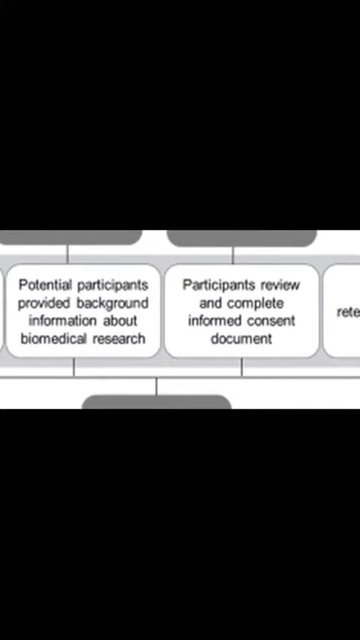 Potential participants
provided background
information about
biomedical research
Participants review
and complete
informed consent
document